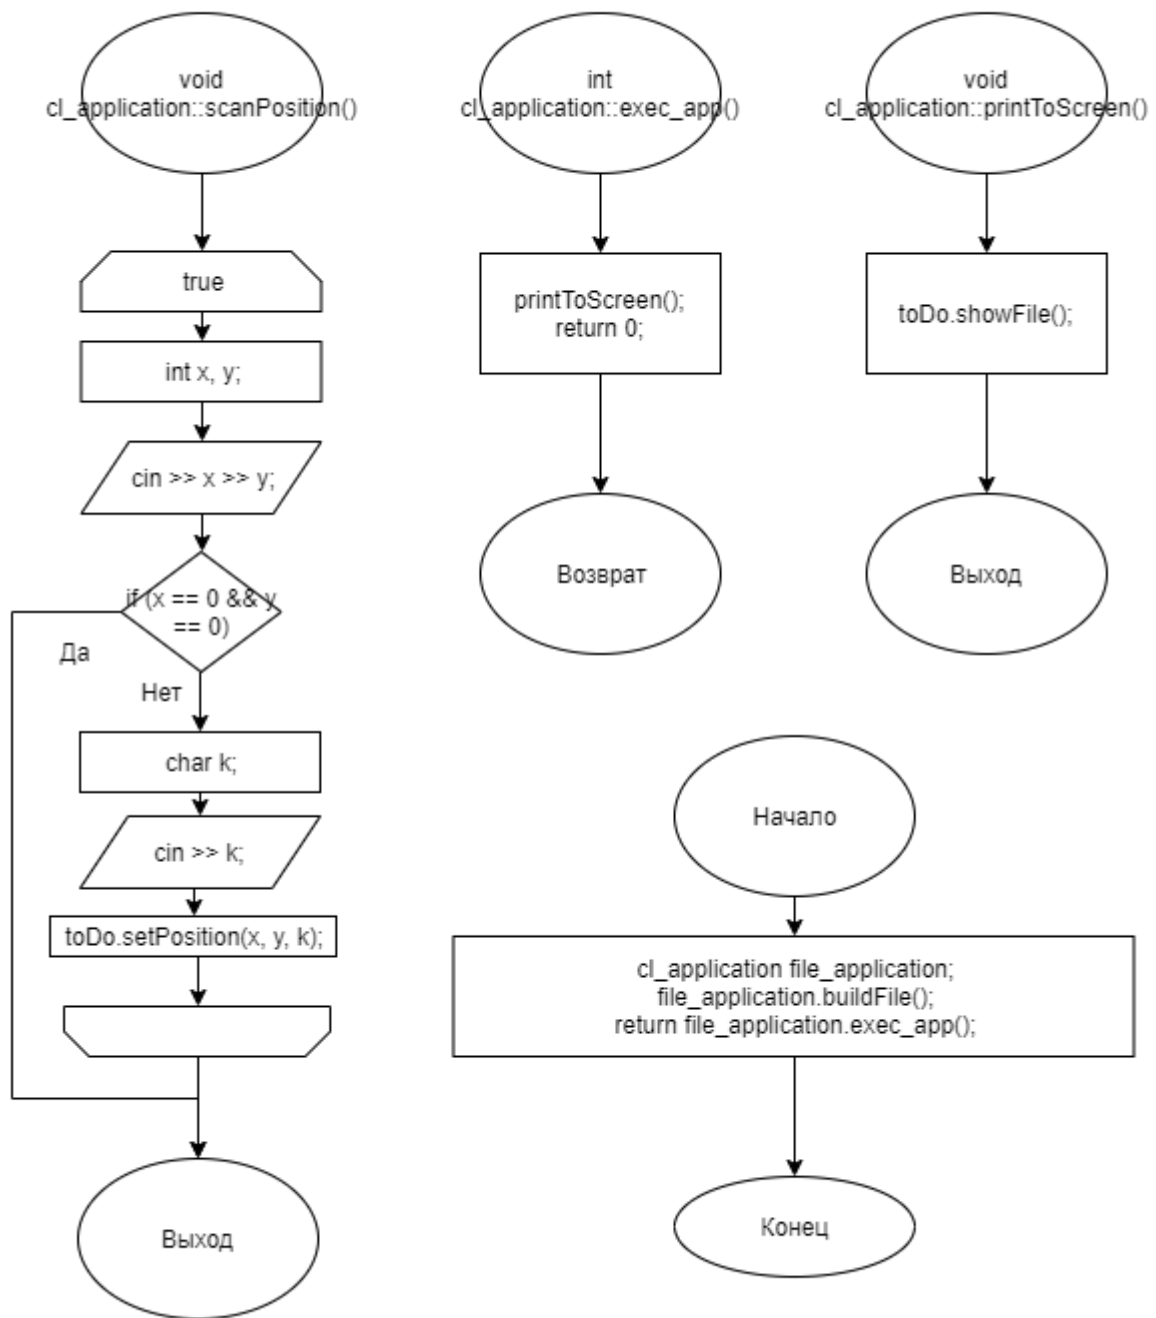 void
cl_application::scanPosition()
true
int x, y;
cin >> x >> y;
if (x == 0 && y
== 0)
Да
Нет
char k;
cin >> k;
toDo.setPosition(x, y, k);
Выход
int
cl_application::exec_app()
printToScreen();
return 0;
Возврат
void
cl_application::printToScreen()
toDo.showFile();
Выход
Начало
cl_application file_application;
file_application.buildFile();
return file_application.exec_app();
Конец